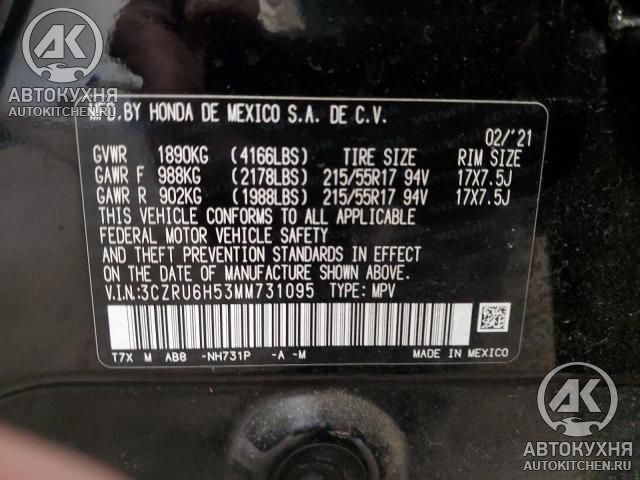 АК
АВТОКУХНЯ
AUTOKITCHEN.RU
MFD.BY HONDA DE MEXICO S.A. DE C.V.
02/'21
GVWR 1890KG (4166LBS) TIRE SIZE RIM SIZE
GAWR F 988KG (2178LBS) 215/55R17 94V 17X7.5J
GAWR R 902KG (1988LBS) 215/55R17 94V 17X7.5J
THIS VEHICLE CONFORMS TO ALL APPLICABLE
FEDERAL MOTOR VEHICLE SAFETY
AND THEFT PREVENTION STANDARDS IN EFFECT
ON DATE OF MANUFACTURE SHOWN ABOVE.
V.I.N:3CZRU6H53MM731095 TYPE: MPV
T7X M AB8 -NH731P -A -M MADE IN MEXICO
АК
АВТОКУХНЯ
AUTOKITCHEN.RU